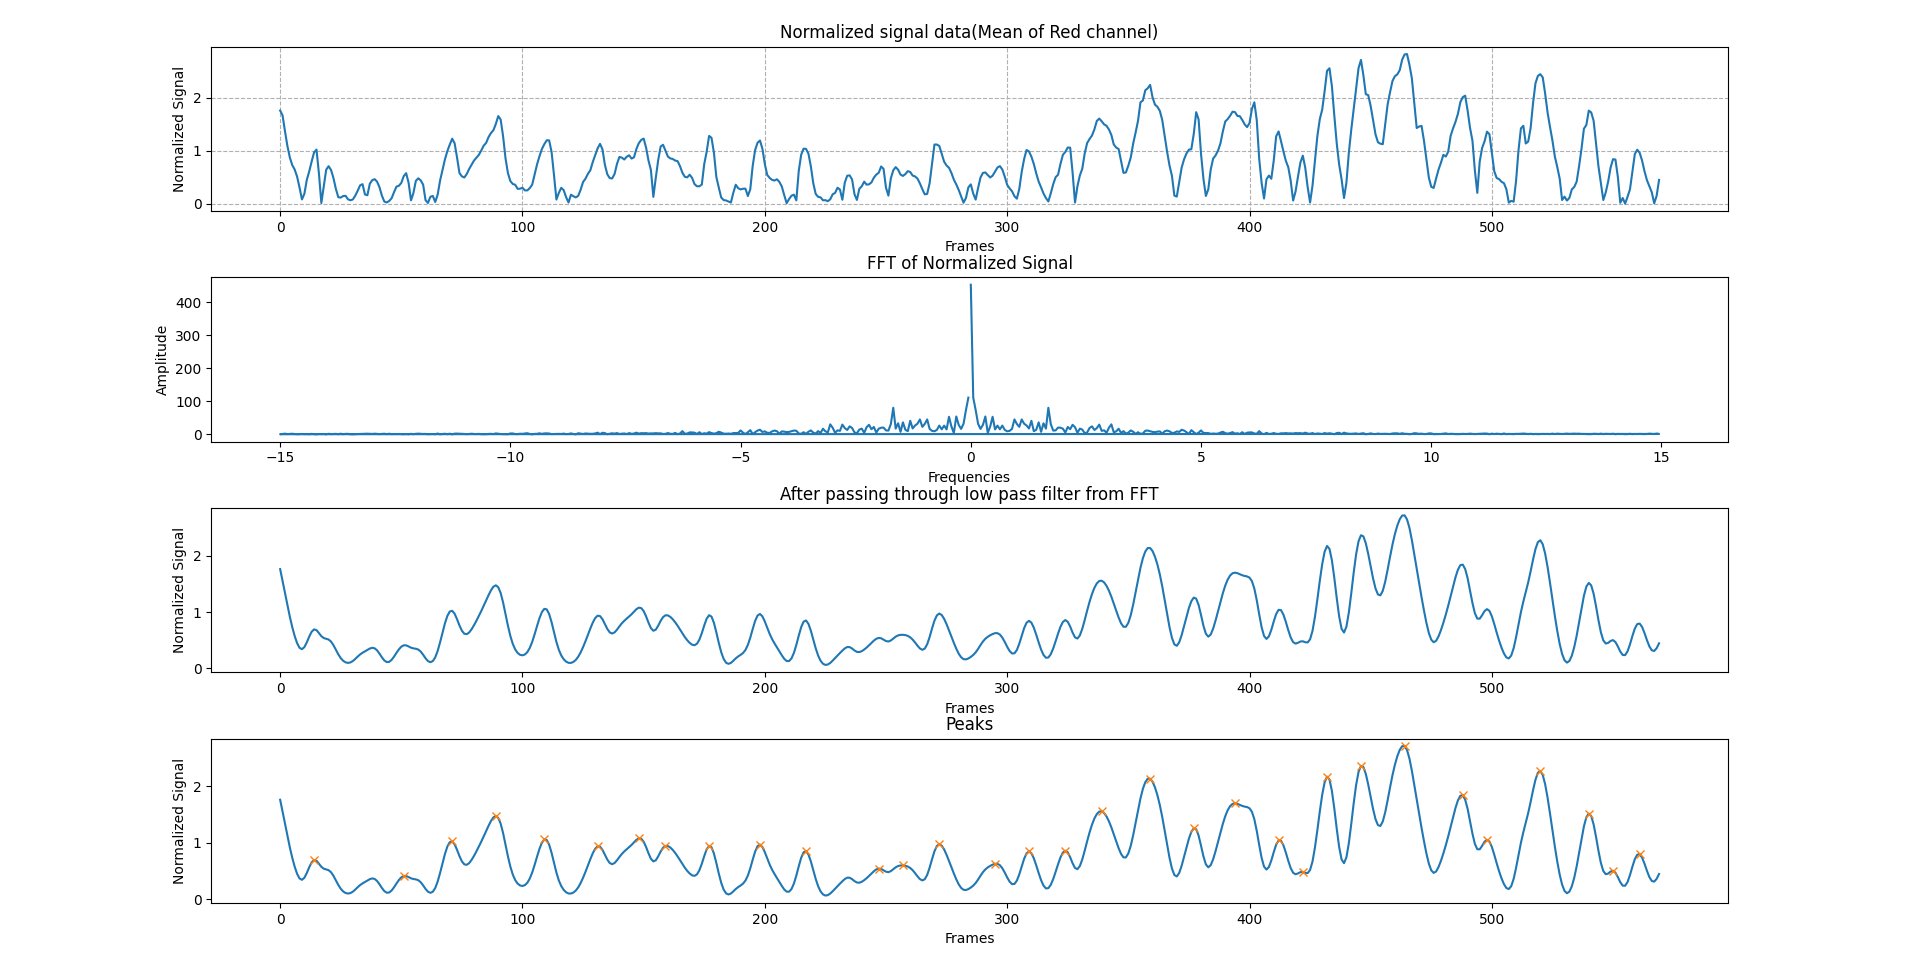 Normalized signal data(Mean of Red channel)
Normalized Signal
2
1
0
0 100 200 300 400 500
Frames
FFT of Normalized Signal
Amplitude
400
300
200
100
0
−15 −10 −5 0 5 10 15
Frequencies
After passing through low pass filter from FFT
Normalized Signal
2
1
0
0 100 200 300 400 500
Frames
Peaks
Normalized Signal
2
1
0
0 100 200 300 400 500
Frames